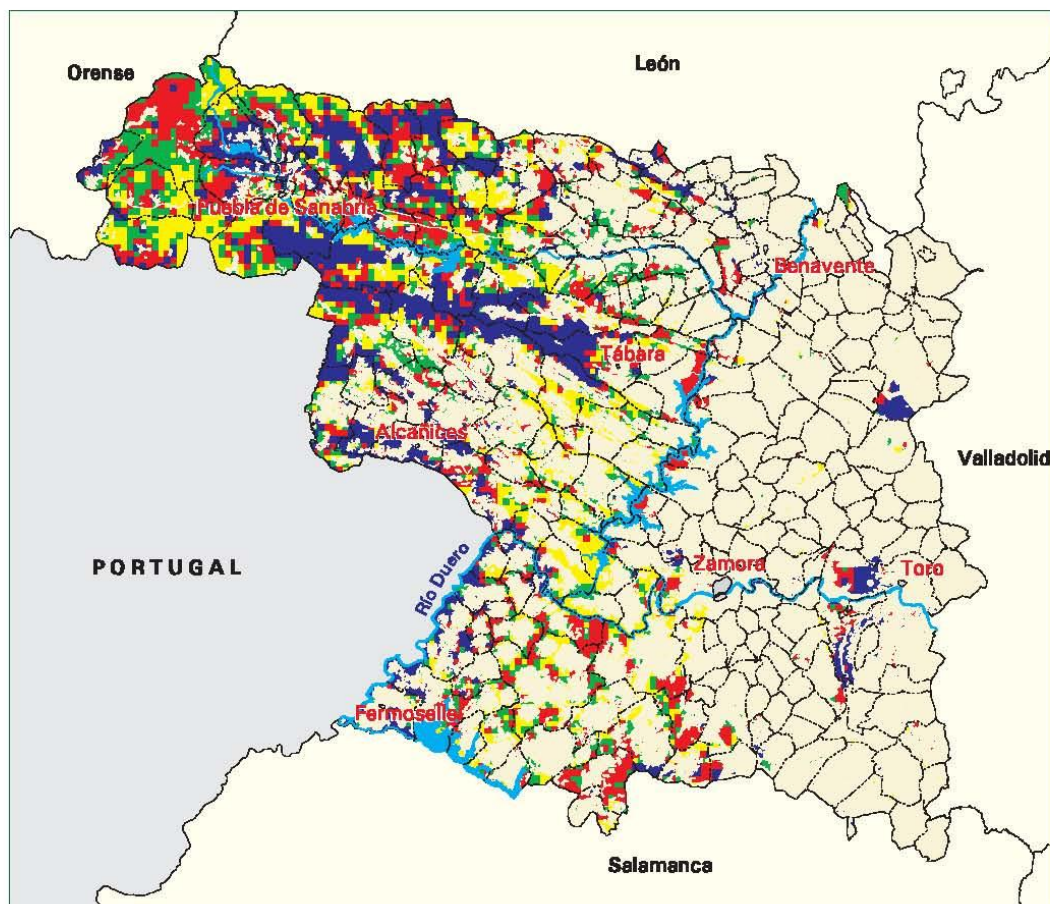 León
Orense
Puebla de Sanabria
Benavente
Tábara
Alcañices
Valladolid
PORTUGAL
Río Duero
Zamora
Toro
Fermoselle
Salamanca